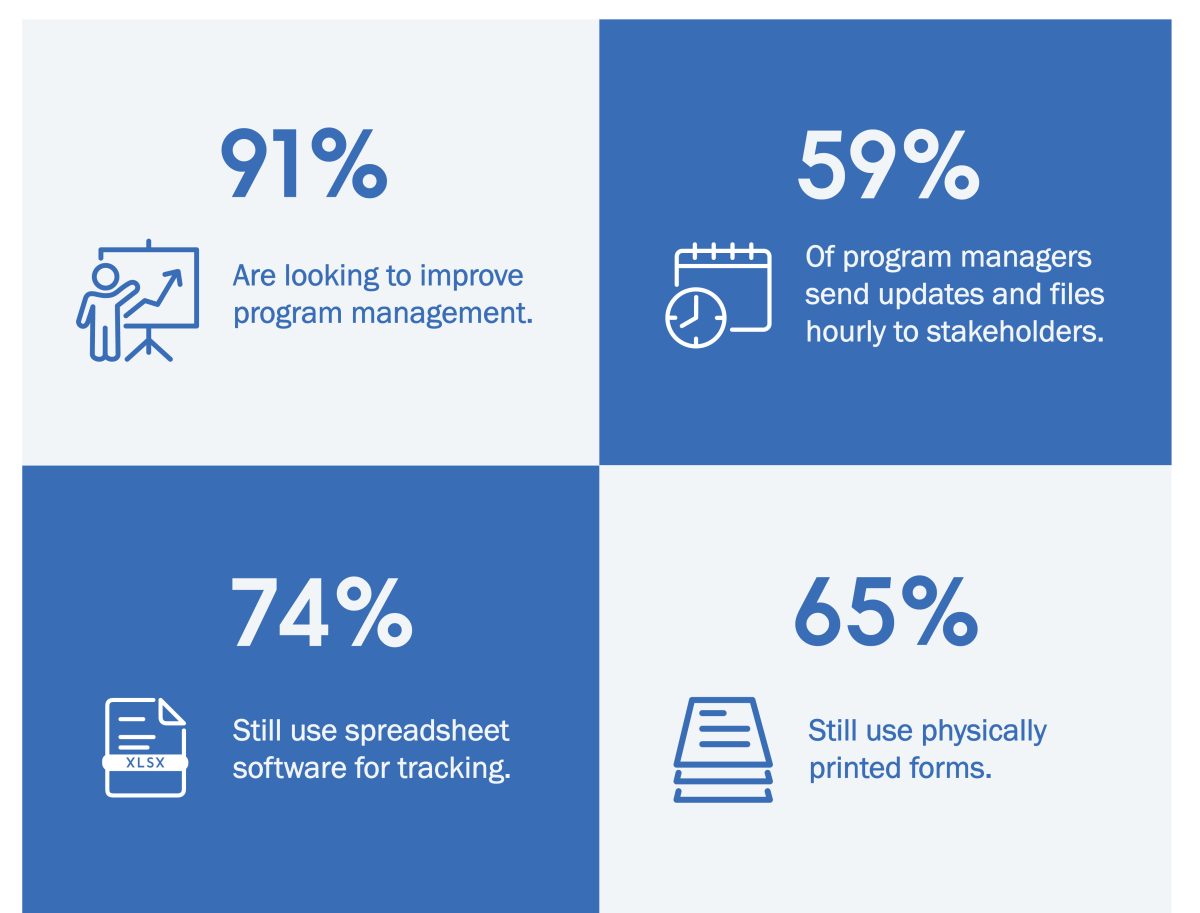 91%
Are looking to improve
program management.
59%
Of program managers
send updates and files
hourly to stakeholders.
74%
XLSX
Still use spreadsheet
software for tracking.
65%
Still use physically
printed forms.